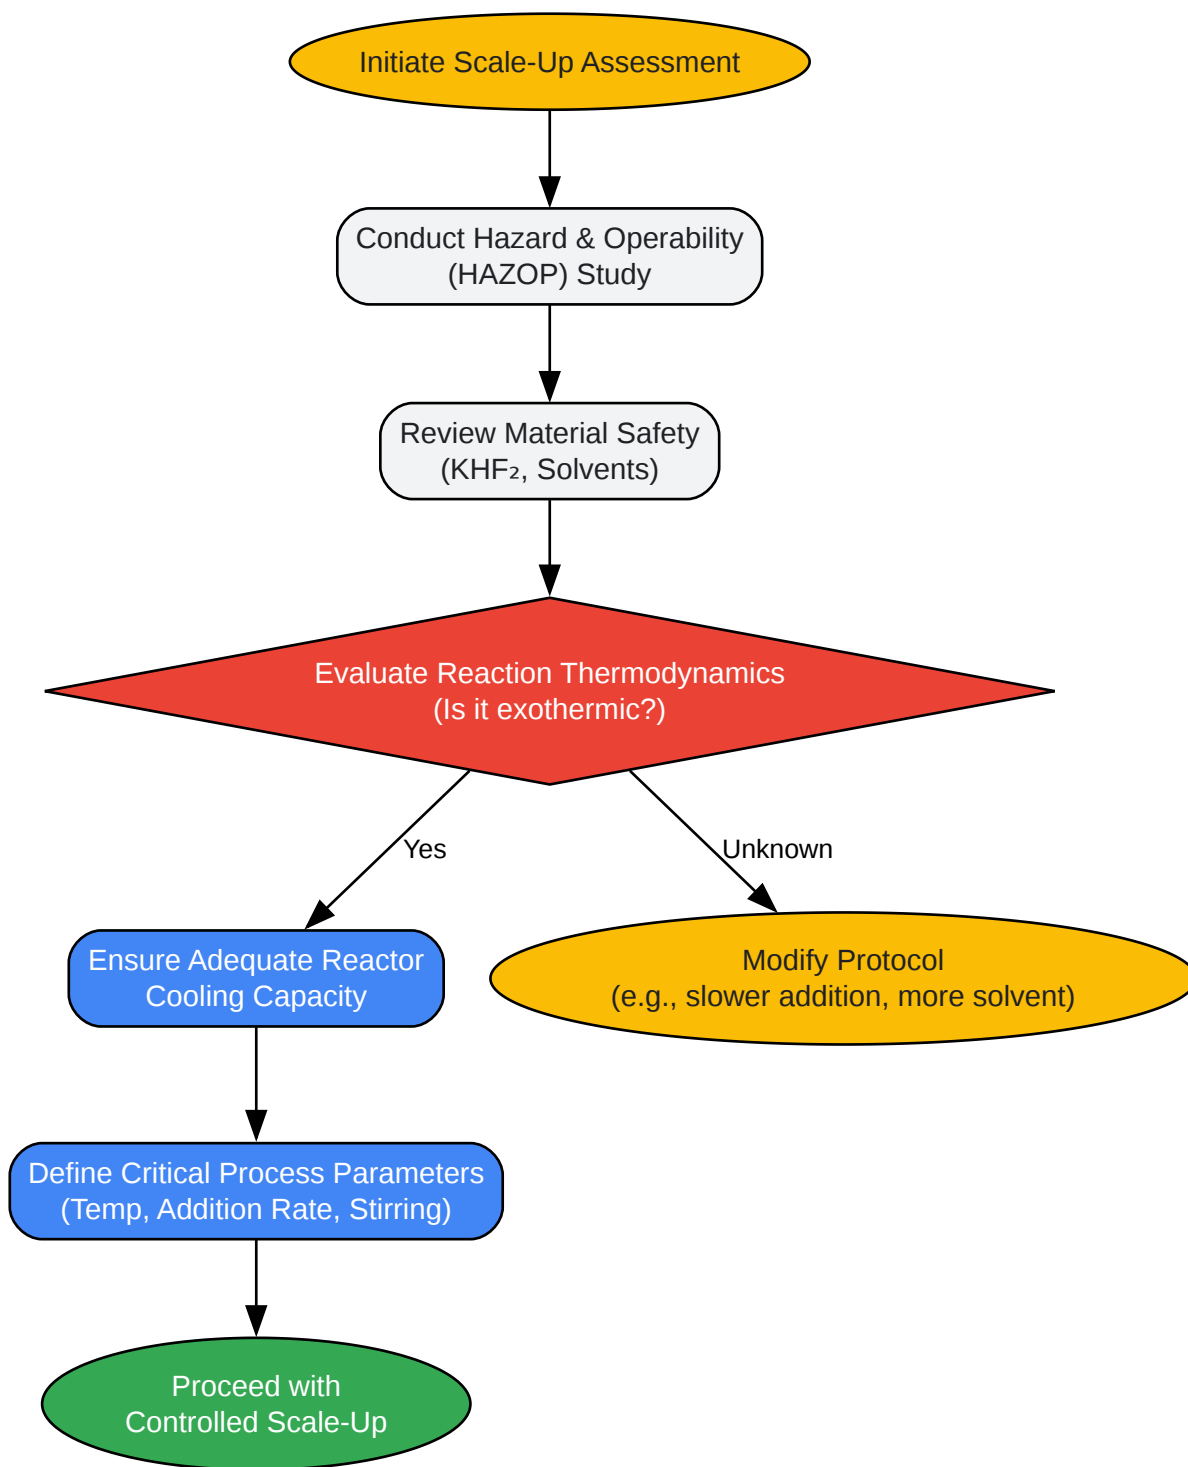 Initiate Scale-Up Assessment
Conduct Hazard & Operability
(HAZOP) Study
Review Material Safety
(KHF₂, Solvents)
Evaluate Reaction Thermodynamics
(Is it exothermic?)
Yes
Unknown
Ensure Adequate Reactor
Cooling Capacity
Modify Protocol
(e.g., slower addition, more solvent)
Define Critical Process Parameters
(Temp, Addition Rate, Stirring)
Proceed with
Controlled Scale-Up